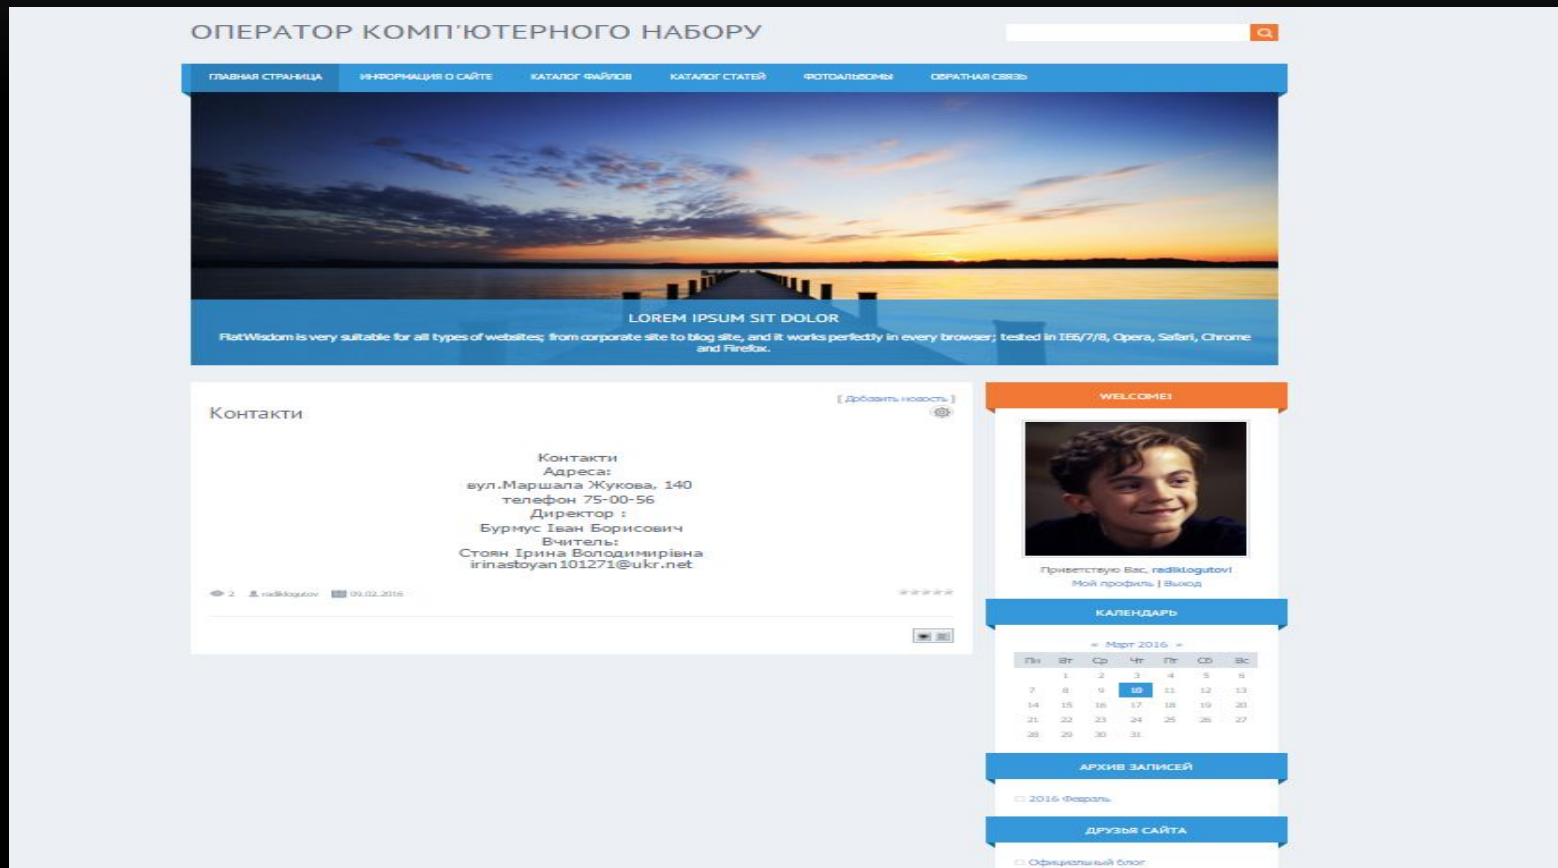 ОПЕРАТОР КОМП'ЮТЕРНОГО НАБОРУ
ГЛАВНАЯ СТРАНИЦА ИНФОРМАЦИЯ О САЙТЕ КАТАЛОГ ФАЙЛОВ КАТАЛОГ СТАТЕЙ ФОТОАЛЬБОМЫ ОБРАТНАЯ СВЯЗЬ
LOREM IPSUM SIT DOLOR
FlatWisdom is very suitable for all types of websites; from corporate site to blog site, and it works perfectly in every browser; tested in IE6/7/8, Opera, Safari, Chrome
and Firefox.
[ Добавить новость ]
Контакти
Контакти
Адреса:
вул.Маршала Жукова, 140
телефон 75-00-56
Директор :
Бурмус Іван Борисович
Вчитель:
Стоян Ірина Володимирівна
irinastoyan101271@ukr.net
2 radiklogutov 09.02.2016
WELCOME!
Приветствую Вас, radiklogutov!
Мой профиль | Выход
КАЛЕНДАРЬ
« Март 2016 »
Пн Вт Ср Чт Пт Сб Вс
1 2 3 4 5 6
7 8 9 10 11 12 13
14 15 16 17 18 19 20
21 22 23 24 25 26 27
28 29 30 31
АРХИВ ЗАПИСЕЙ
2016 Февраль
ДРУЗЬЯ САЙТА
Официальный блог